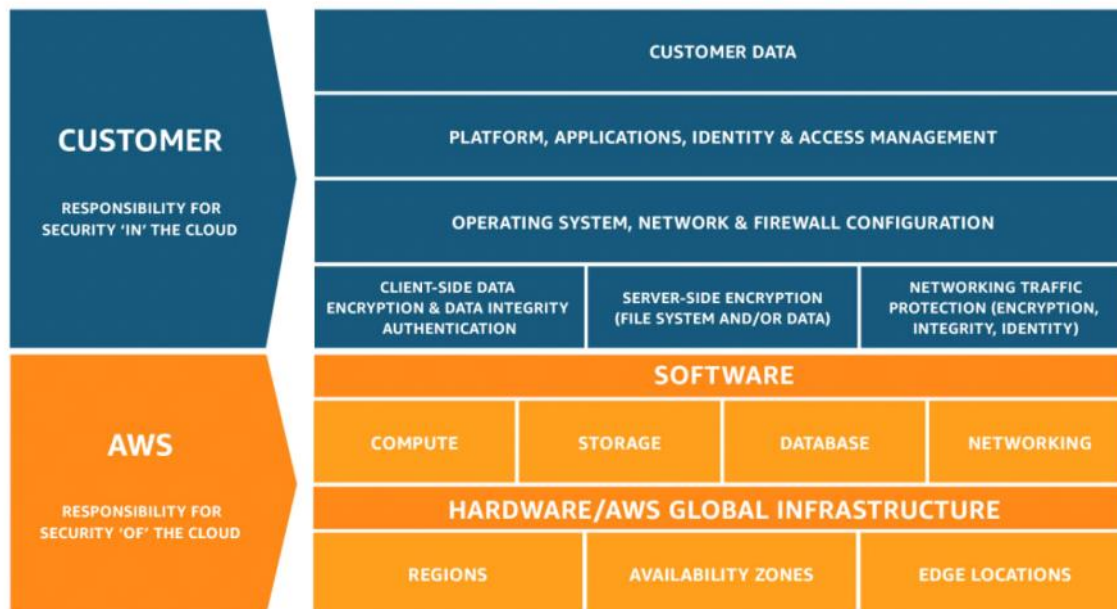 CUSTOMER
RESPONSIBILITY FOR
SECURITY ‘IN’ THE CLOUD
CUSTOMER DATA
PLATFORM, APPLICATIONS, IDENTITY & ACCESS MANAGEMENT
OPERATING SYSTEM, NETWORK & FIREWALL CONFIGURATION
CLIENT-SIDE DATA
ENCRYPTION & DATA INTEGRITY
AUTHENTICATION
SERVER-SIDE ENCRYPTION
(FILE SYSTEM AND/OR DATA)
NETWORKING TRAFFIC
PROTECTION (ENCRYPTION,
INTEGRITY, IDENTITY)
AWS
RESPONSIBILITY FOR
SECURITY ‘OF’ THE CLOUD
SOFTWARE
COMPUTE
STORAGE
DATABASE
NETWORKING
HARDWARE/AWS GLOBAL INFRASTRUCTURE
REGIONS
AVAILABILITY ZONES
EDGE LOCATIONS